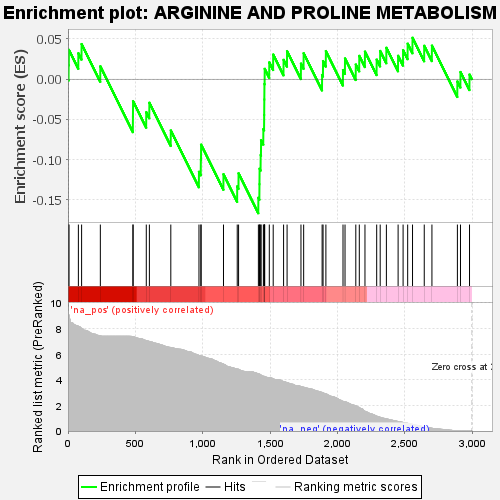 Enrichment plot: ARGININE AND PROLINE METABOLISM
Enrichment score (ES)
0.05
0.00
-0.05
-0.10
-0.15
'na_pos' (positively correlated)
Ranked list metric (PreRanked)
10
8
6
4
2
0
Zero cross at
'na_neg' (negatively correlated)
0
500
1,000
1,500
2,000
2,500
3,000
Rank in Ordered Dataset
Enrichment profile
Hits
Ranking metric scores